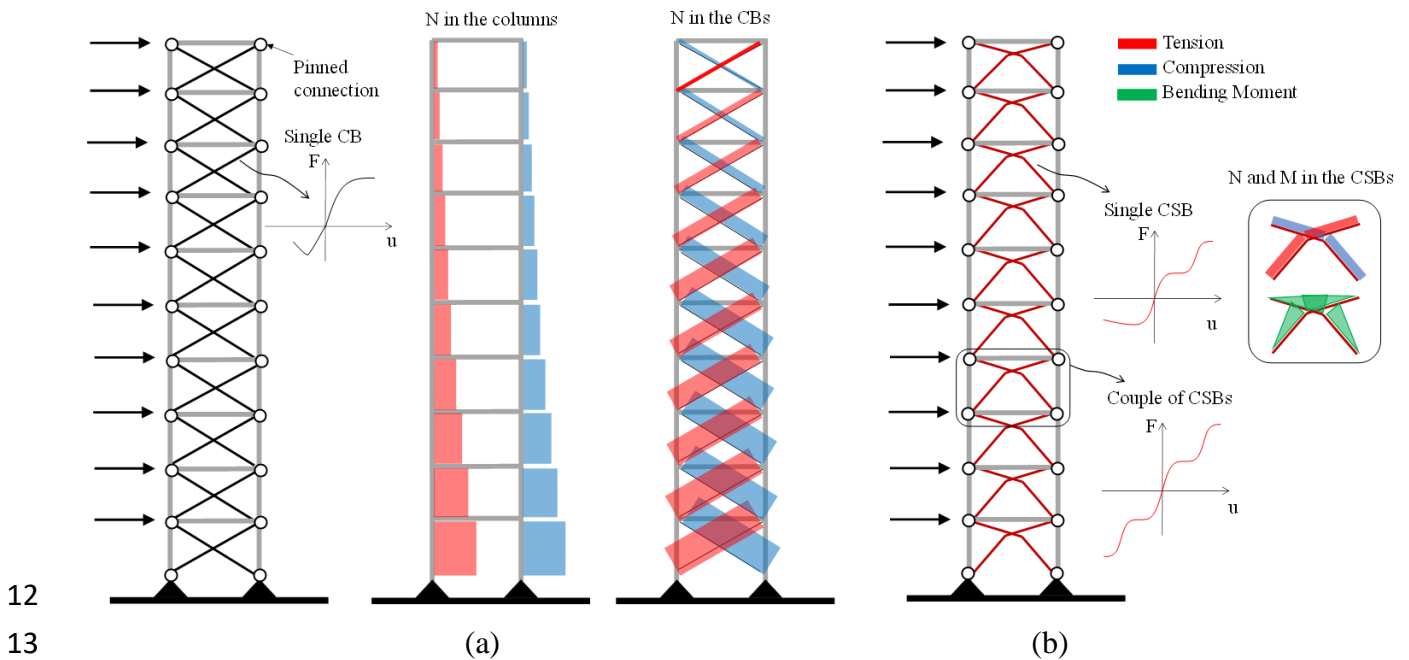 N in the columns
N in the CBs
Pinned
connection
Single CB
F
u
Tension
Compression
Bending Moment
N and M in the CSBs
Single CSB
F
u
Couple of CSBs
F
u
12
13
(a)
(b)